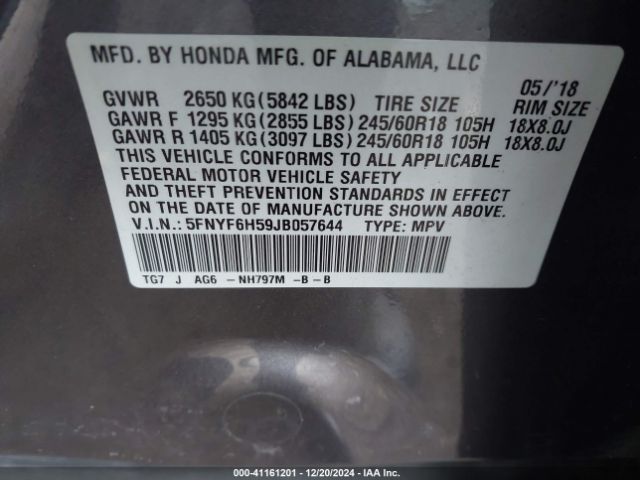 MFD. BY HONDA MFG. OF ALABAMA, LLC
05/'18
GVWR 2650 KG(5842 LBS) TIRE SIZE RIM SIZE
GAWR F 1295 KG(2855 LBS)245/60R18 105H 18X8.0J
GAWR R 1405 KG(3097 LBS)245/60R18 105H 18X8.0J
THIS VEHICLE CONFORMS TO ALL APPLICABLE
FEDERAL MOTOR VEHICLE SAFETY
AND THEFT PREVENTION STANDARDS IN EFFECT
ON THE DATE OF MANUFACTURE SHOWN ABOVE.
V.I.N.: 5FNYF6H59JB057644 TYPE: MPV
TG7 J AG6 -NH797M -B-B
000-41161201 - 12/20/2024 - IAA Inc.